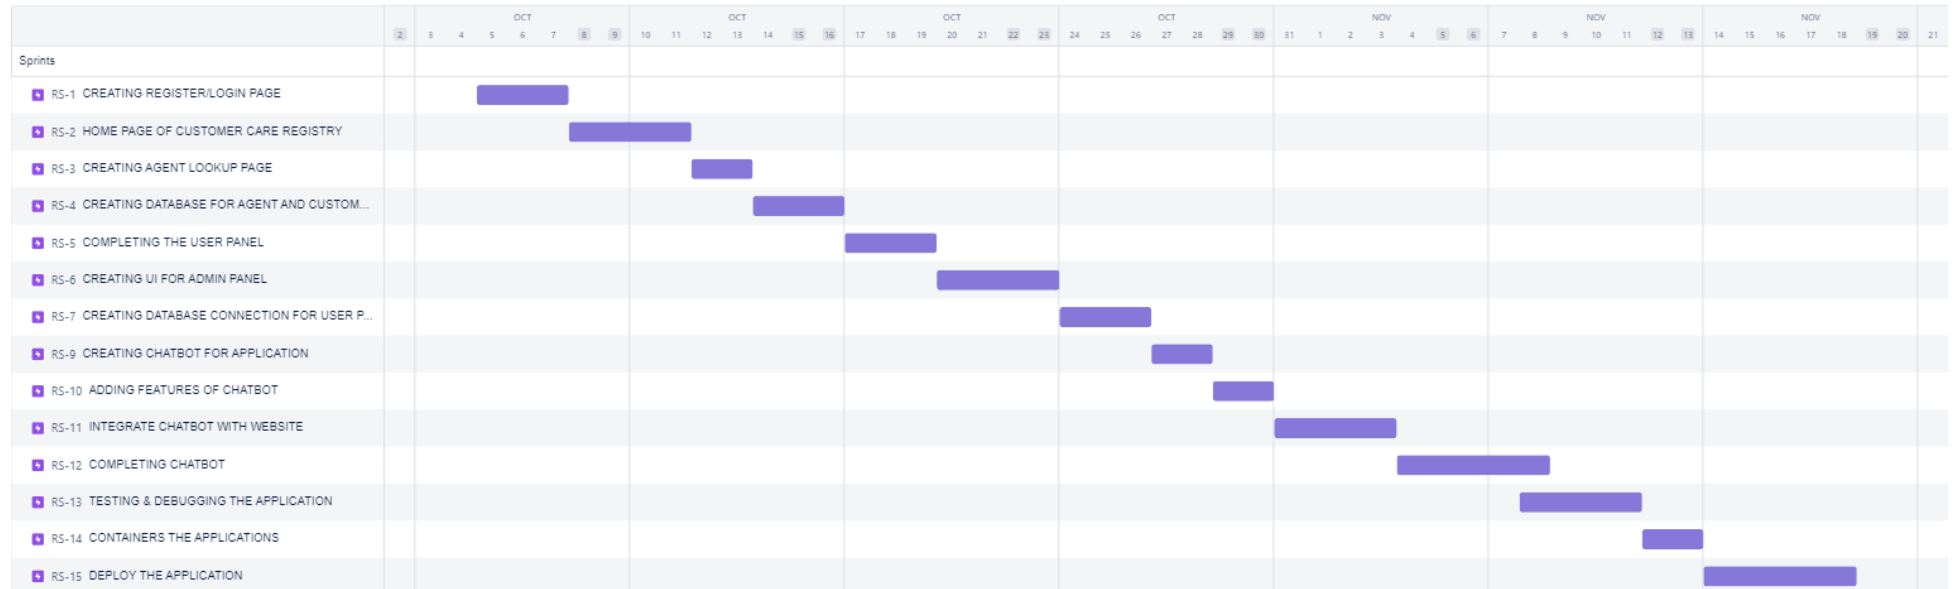 OCT OCT OCT OCT NOV NOV NOV
2 3 4 5 6 7 8 9 10 11 12 13 14 15 16 17 18 19 20 21 22 23 24 25 26 27 28 29 30 31 1 2 3 4 5 6 7 8 9 10 11 12 13 14 15 16 17 18 19 20 21
Sprints
RS-1 CREATING REGISTER/LOGIN PAGE
RS-2 HOME PAGE OF CUSTOMER CARE REGISTRY
RS-3 CREATING AGENT LOOKUP PAGE
RS-4 CREATING DATABASE FOR AGENT AND CUSTOM...
RS-5 COMPLETING THE USER PANEL
RS-6 CREATING UI FOR ADMIN PANEL
RS-7 CREATING DATABASE CONNECTION FOR USER P...
RS-9 CREATING CHATBOT FOR APPLICATION
RS-10 ADDING FEATURES OF CHATBOT
RS-11 INTEGRATE CHATBOT WITH WEBSITE
RS-12 COMPLETING CHATBOT
RS-13 TESTING & DEBUGGING THE APPLICATION
RS-14 CONTAINERS THE APPLICATIONS
RS-15 DEPLOY THE APPLICATION